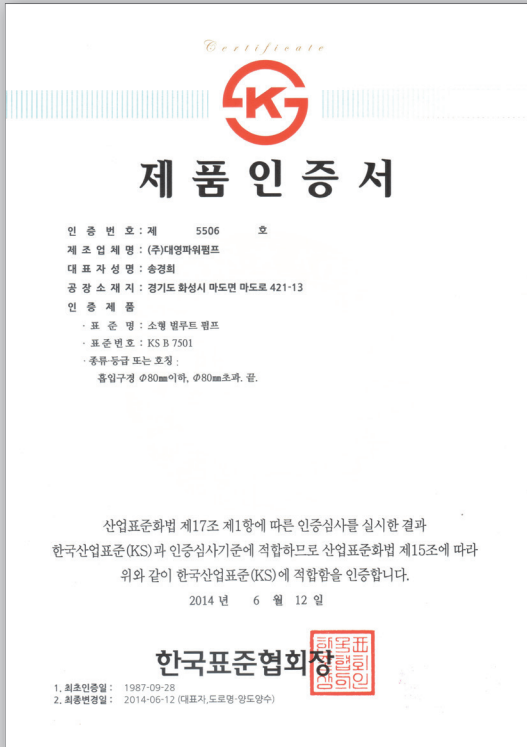 Certificate
KS
제품인증서
인 증 번 호 : 제 5506 호
제 조 업 체 명 : (주)대영파워펌프
대 표 자 성 명 : 송경희
공 장 소 재 지 : 경기도 화성시 마도면 마도로 421-13
인 증 제 품
· 표 준 명 : 소형 벌루트 펌프
· 표준번호 : KS B 7501
· 종류·등급 또는 호칭 :
흡입구경 Φ80㎜이하, Φ80㎜초과. 끝.
산업표준화법 제17조 제1항에 따른 인증심사를 실시한 결과
한국산업표준(KS)과 인증심사기준에 적합하므로 산업표준화법 제15조에 따라
위와 같이 한국산업표준(KS)에 적합함을 인증합니다.
2014 년 6 월 12 일
한국표준협회장
1. 최초인증일 : 1987-09-28
2. 최종변경일 : 2014-06-12 (대표자,도로명-양도양수)